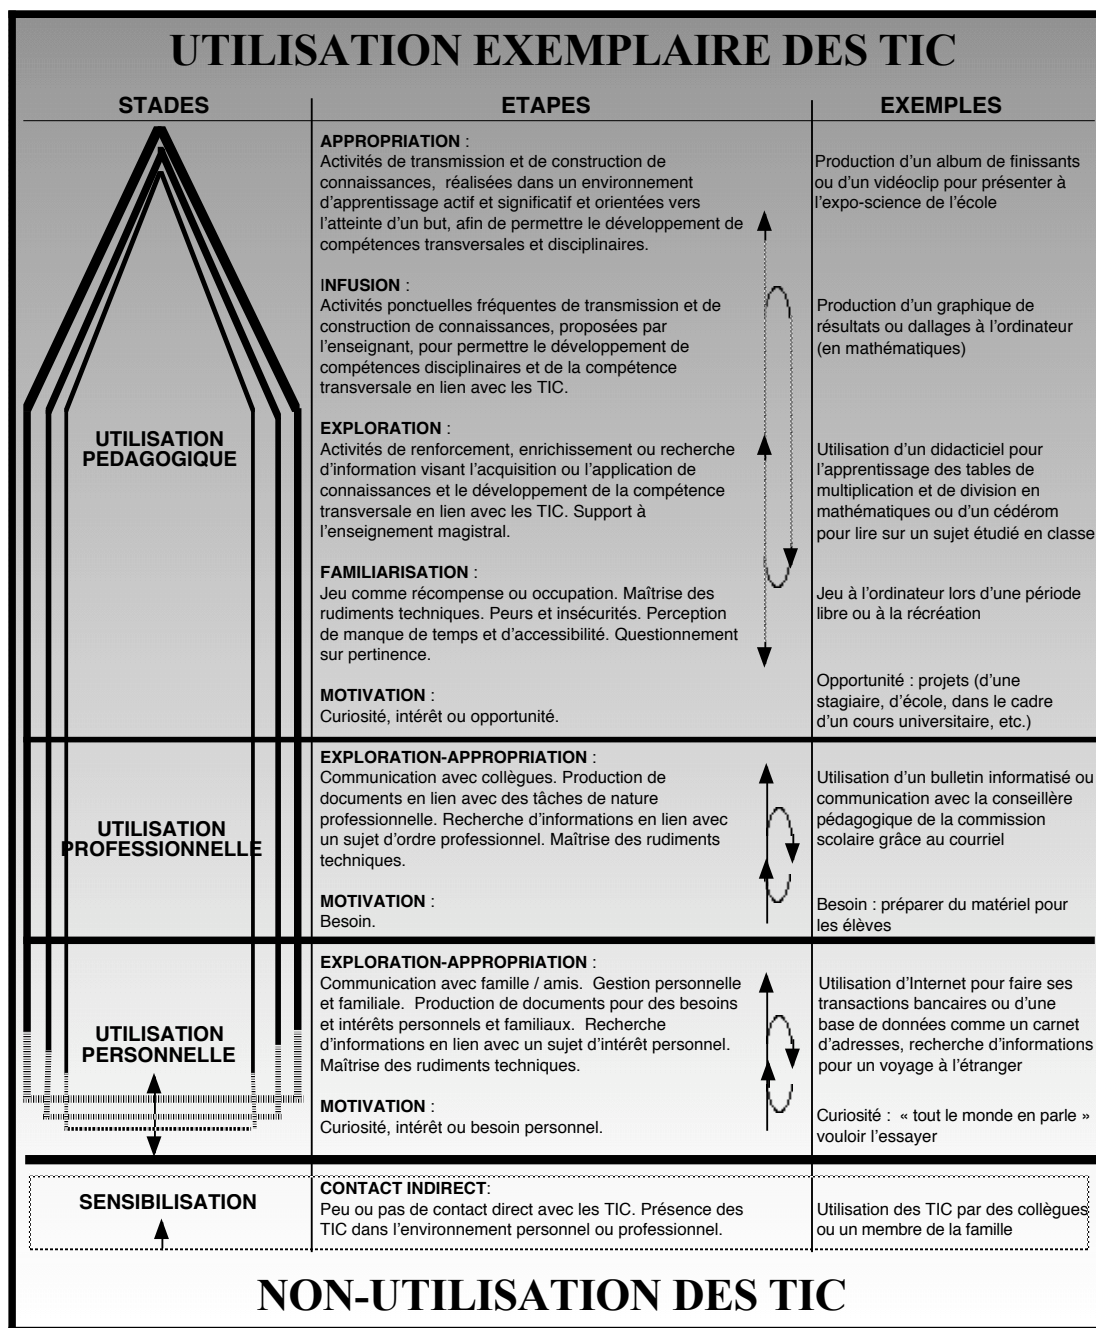 UTILISATION EXEMPLAIRE DES TIC
STADES
ETAPES
EXEMPLES
APPROPRIATION :
Activités de transmission et de construction de
connaissances, réalisées dans un environnement
d'apprentissage actif et significatif et orientées vers
l'atteinte d'un but, afin de permettre le développement de
compétences transversales et disciplinaires.
Production d'un album de finissants
ou d'un vidéoclip pour présenter à
l'expo-science de l'école
INFUSION :
Activités ponctuelles fréquentes de transmission et de
construction de connaissances, proposées par
l'enseignant, pour permettre le développement de
compétences disciplinaires et de la compétence
transversale en lien avec les TIC.
Production d'un graphique de
résultats ou dallages à l'ordinateur
(en mathématiques)
UTILISATION
PEDAGOGIQUE
EXPLORATION :
Activités de renforcement, enrichissement ou recherche
d'information visant l'acquisition ou l'application de
connaissances et le développement de la compétence
transversale en lien avec les TIC. Support à
l'enseignement magistral.
Utilisation d'un didacticiel pour
l'apprentissage des tables de
multiplication et de division en
mathématiques ou d'un cédérom
pour lire sur un sujet étudié en classe
FAMILIARISATION :
Jeu comme récompense ou occupation. Maîtrise des
rudiments techniques. Peurs et insécurités. Perception
de manque de temps et d'accessibilité. Questionnement
sur pertinence.
Jeu à l'ordinateur lors d'une période
libre ou à la récréation
MOTIVATION :
Curiosité, intérêt ou opportunité.
Opportunité : projets (d'une
stagiaire, d'école, dans le cadre
d'un cours universitaire, etc.)
UTILISATION
PROFESSIONNELLE
EXPLORATION-APPROPRIATION :
Communication avec collègues. Production de
documents en lien avec des tâches de nature
professionnelle. Recherche d'informations en lien avec
un sujet d'ordre professionnel. Maîtrise des rudiments
techniques.
Utilisation d'un bulletin informatisé ou
communication avec la conseillère
pédagogique de la commission
scolaire grâce au courriel
MOTIVATION :
Besoin.
Besoin : préparer du matériel pour
les élèves
UTILISATION
PERSONNELLE
EXPLORATION-APPROPRIATION :
Communication avec famille / amis. Gestion personnelle
et familiale. Production de documents pour des besoins
et intérêts personnels et familiaux. Recherche
d'informations en lien avec un sujet d'intérêt personnel.
Maîtrise des rudiments techniques.
Utilisation d'Internet pour faire ses
transactions bancaires ou d'une
base de données comme un carnet
d'adresses, recherche d'informations
pour un voyage à l'étranger
MOTIVATION :
Curiosité, intérêt ou besoin personnel.
Curiosité : « tout le monde en parle »
vouloir l'essayer
SENSIBILISATION
CONTACT INDIRECT:
Peu ou pas de contact direct avec les TIC. Présence des
TIC dans l'environnement personnel ou professionnel.
Utilisation des TIC par des collègues
ou un membre de la famille
NON-UTILISATION DES TIC